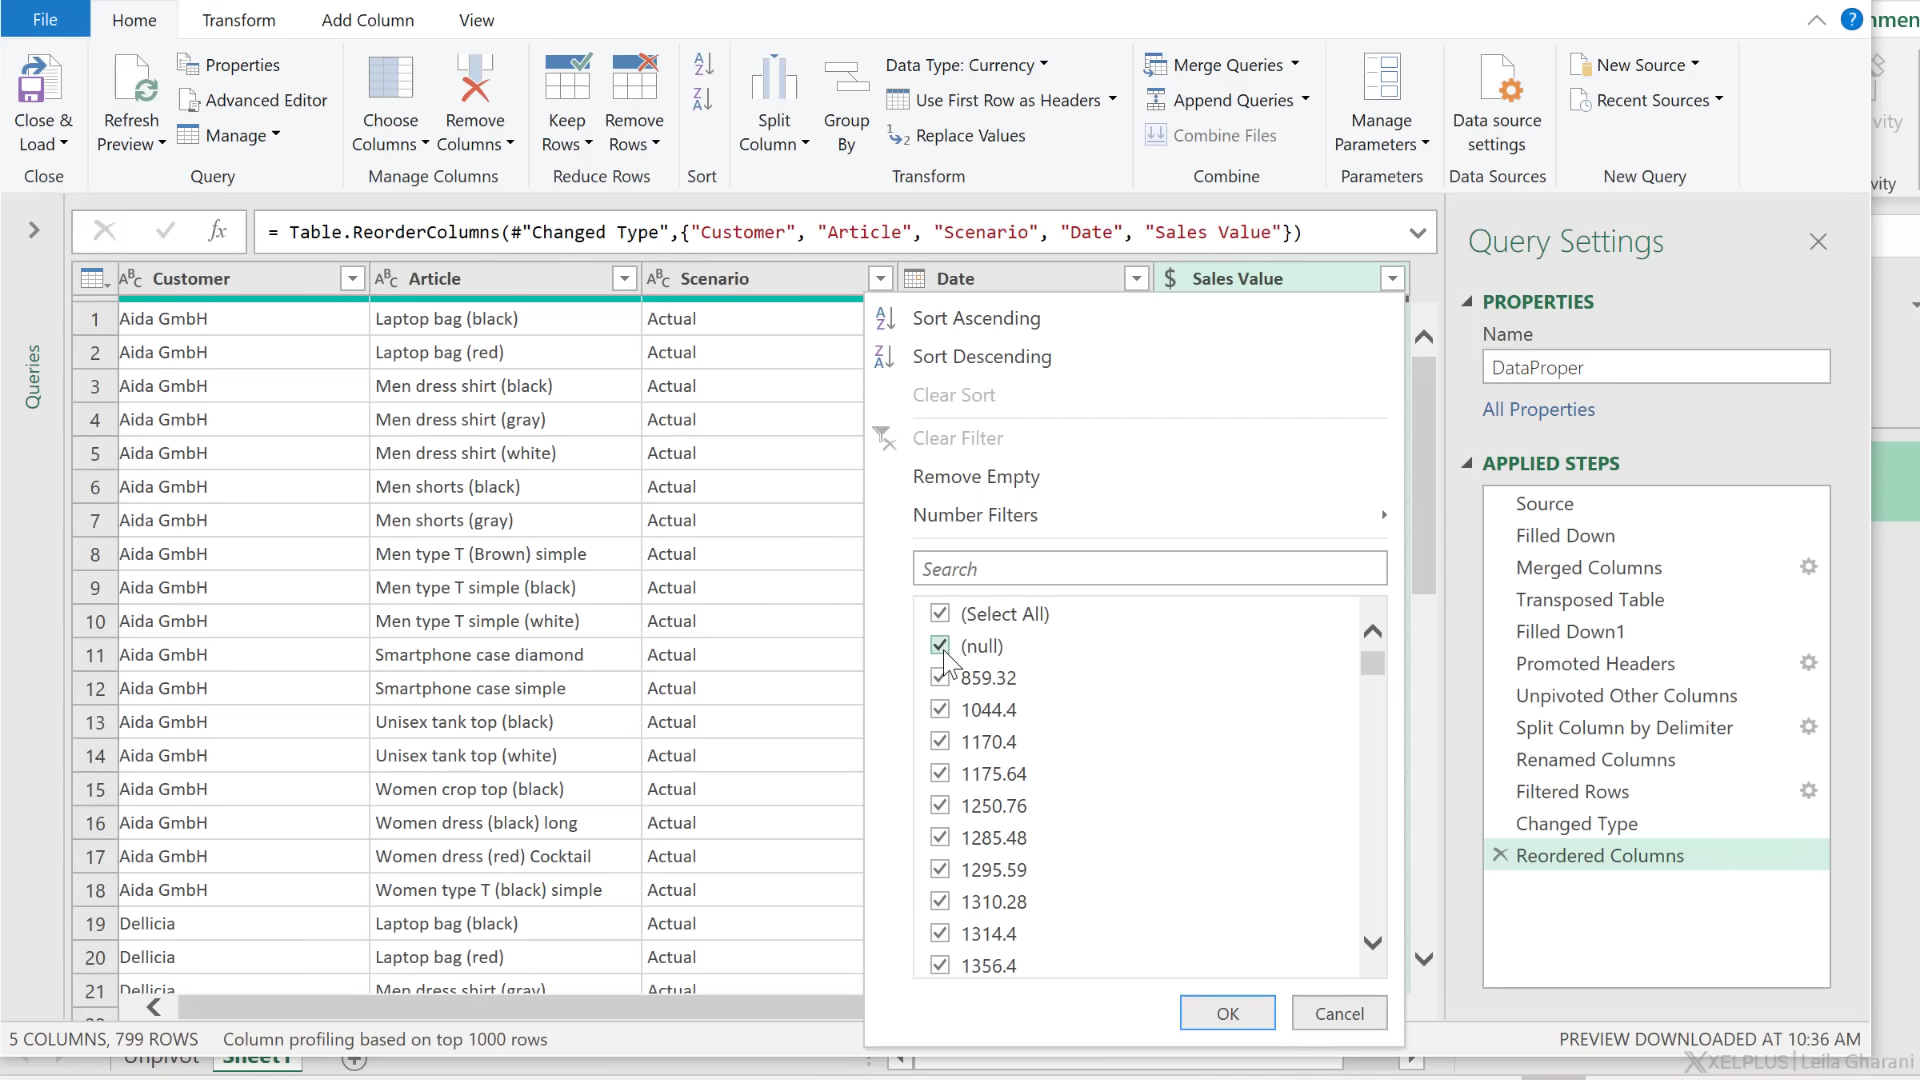 File
Home
Transform
Add Column
View
?
nmen
Close &
Load
Close
Refresh
Preview
Properties
Advanced Editor
Manage
Query
Choose
Columns
Remove
Columns
Manage Columns
Keep
Rows
Remove
Rows
Reduce Rows
Sort
Split
Column
Group
By
Data Type: Currency
Use First Row as Headers
Replace Values
Transform
Merge Queries
Append Queries
Combine Files
Combine
Manage
Parameters
Parameters
Data source
settings
Data Sources
New Source
Recent Sources
New Query
ivity
ivity
Queries
fx
= Table.ReorderColumns(#"Changed Type",{"Customer", "Article", "Scenario", "Date", "Sales Value"})
ABC Customer
ABC Article
ABC Scenario
Date
$ Sales Value
1 Aida GmbH Laptop bag (black) Actual
2 Aida GmbH Laptop bag (red) Actual
3 Aida GmbH Men dress shirt (black) Actual
4 Aida GmbH Men dress shirt (gray) Actual
5 Aida GmbH Men dress shirt (white) Actual
6 Aida GmbH Men shorts (black) Actual
7 Aida GmbH Men shorts (gray) Actual
8 Aida GmbH Men type T (Brown) simple Actual
9 Aida GmbH Men type T simple (black) Actual
10 Aida GmbH Men type T simple (white) Actual
11 Aida GmbH Smartphone case diamond Actual
12 Aida GmbH Smartphone case simple Actual
13 Aida GmbH Unisex tank top (black) Actual
14 Aida GmbH Unisex tank top (white) Actual
15 Aida GmbH Women crop top (black) Actual
16 Aida GmbH Women dress (black) long Actual
17 Aida GmbH Women dress (red) Cocktail Actual
18 Aida GmbH Women type T (black) simple Actual
19 Dellicia Laptop bag (black) Actual
20 Dellicia Laptop bag (red) Actual
21 Dellicia Men dress shirt (gray) Actual
Sort Ascending
Sort Descending
Clear Sort
Clear Filter
Remove Empty
Number Filters
Search
(Select All)
(null)
859.32
1044.4
1170.4
1175.64
1250.76
1285.48
1295.59
1310.28
1314.4
1356.4
OK
Cancel
Query Settings
PROPERTIES
Name
DataProper
All Properties
APPLIED STEPS
Source
Filled Down
Merged Columns
Transposed Table
Filled Down1
Promoted Headers
Unpivoted Other Columns
Split Column by Delimiter
Renamed Columns
Filtered Rows
Changed Type
Reordered Columns
5 COLUMNS, 799 ROWS
Column profiling based on top 1000 rows
PREVIEW DOWNLOADED AT 10:36 AM
Unpivot
Sheet1
XELPLUS | Leila Gharani